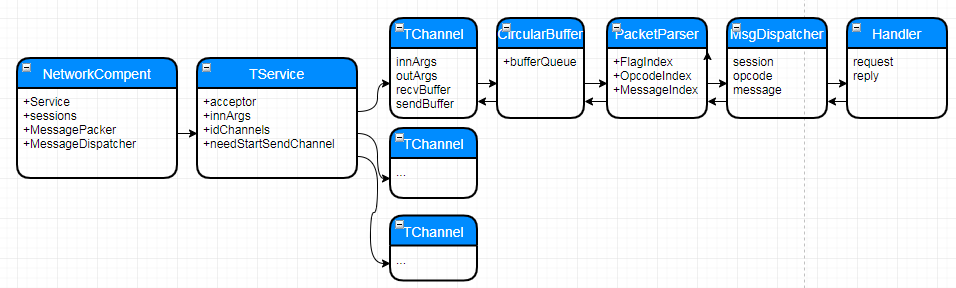 NetworkCompent
+Service
+sessions
+MessagePacker
+MessageDispatcher
TService
+acceptor
+innArgs
+idChannels
+needStartSendChannel
TChannel
innArgs
outArgs
recvBuffer
sendBuffer
CircularBuffer
+bufferQueue
PacketParser
+FlagIndex
+OpcodeIndex
+MessageIndex
MsgDispatcher
session
opcode
message
Handler
request
reply
TChannel
...
TChannel
...